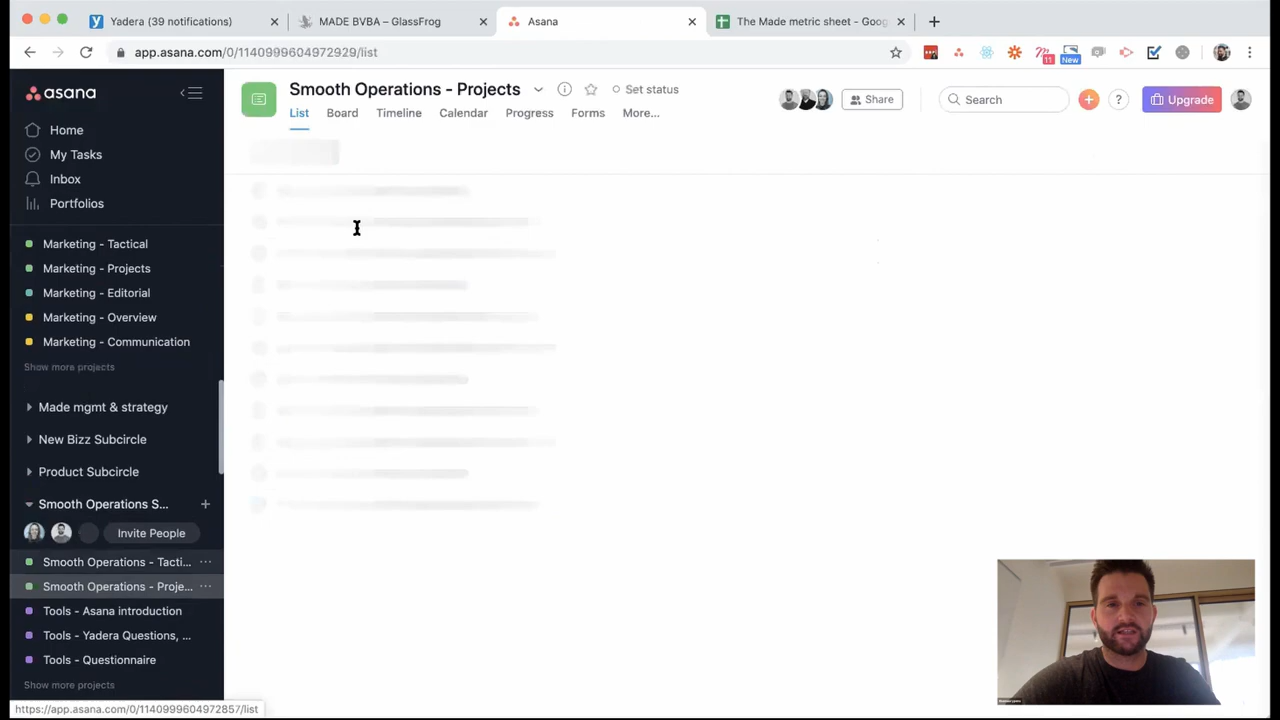 Yadera (39 notifications)
MADE BVBA – GlassFrog
Asana
The Made metric sheet - Goog
app.asana.com/0/1140999604972929/list
11
New
asana
Smooth Operations - Projects
Set status
Share
Search
?
Upgrade
List
Board
Timeline
Calendar
Progress
Forms
More...
Home
My Tasks
Inbox
Portfolios
Marketing - Tactical
Marketing - Projects
Marketing - Editorial
Marketing - Overview
Marketing - Communication
Show more projects
Made mgmt & strategy
New Bizz Subcircle
Product Subcircle
Smooth Operations S...
Invite People
Smooth Operations - Tacti...
Smooth Operations - Proje...
Tools - Asana introduction
Tools - Yadera Questions, ...
Tools - Questionnaire
Show more projects
https://app.asana.com/0/1140999604972857/list